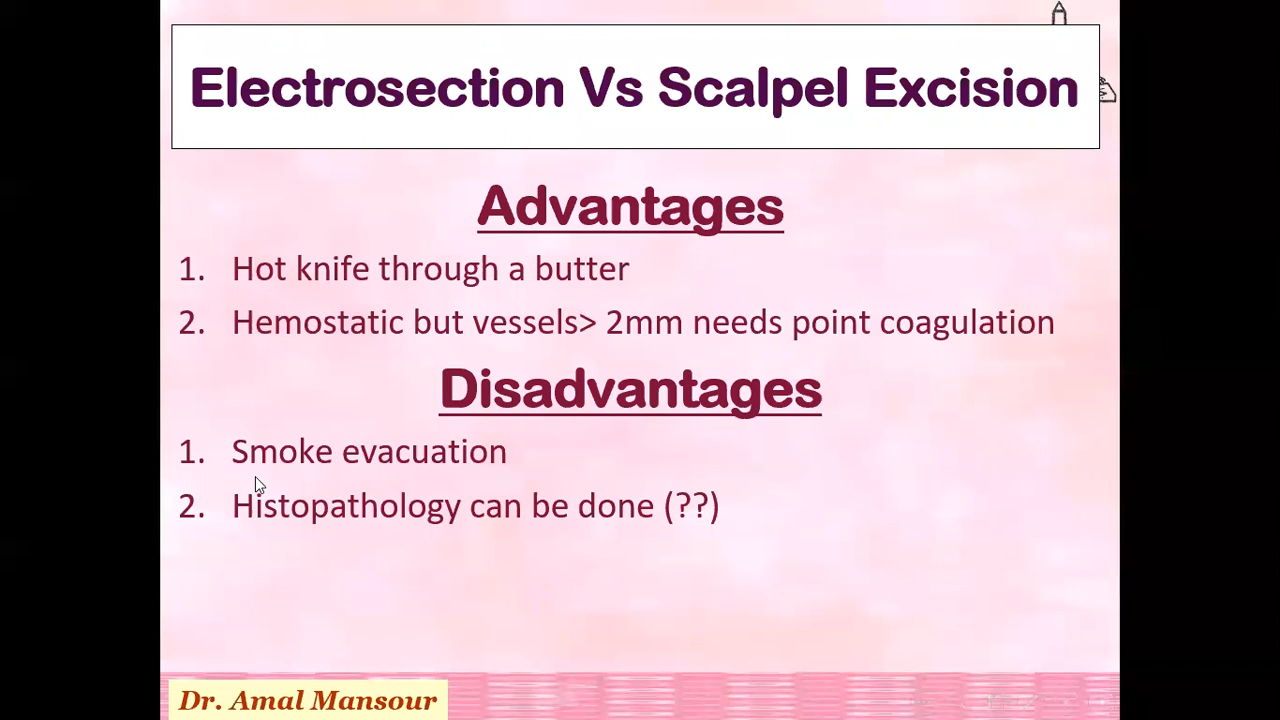 Electrosection Vs Scalpel Excision
Advantages
1. Hot knife through a butter
2. Hemostatic but vessels> 2mm needs point coagulation
Disadvantages
1. Smoke evacuation
2. Histopathology can be done (??)
Dr. Amal Mansour